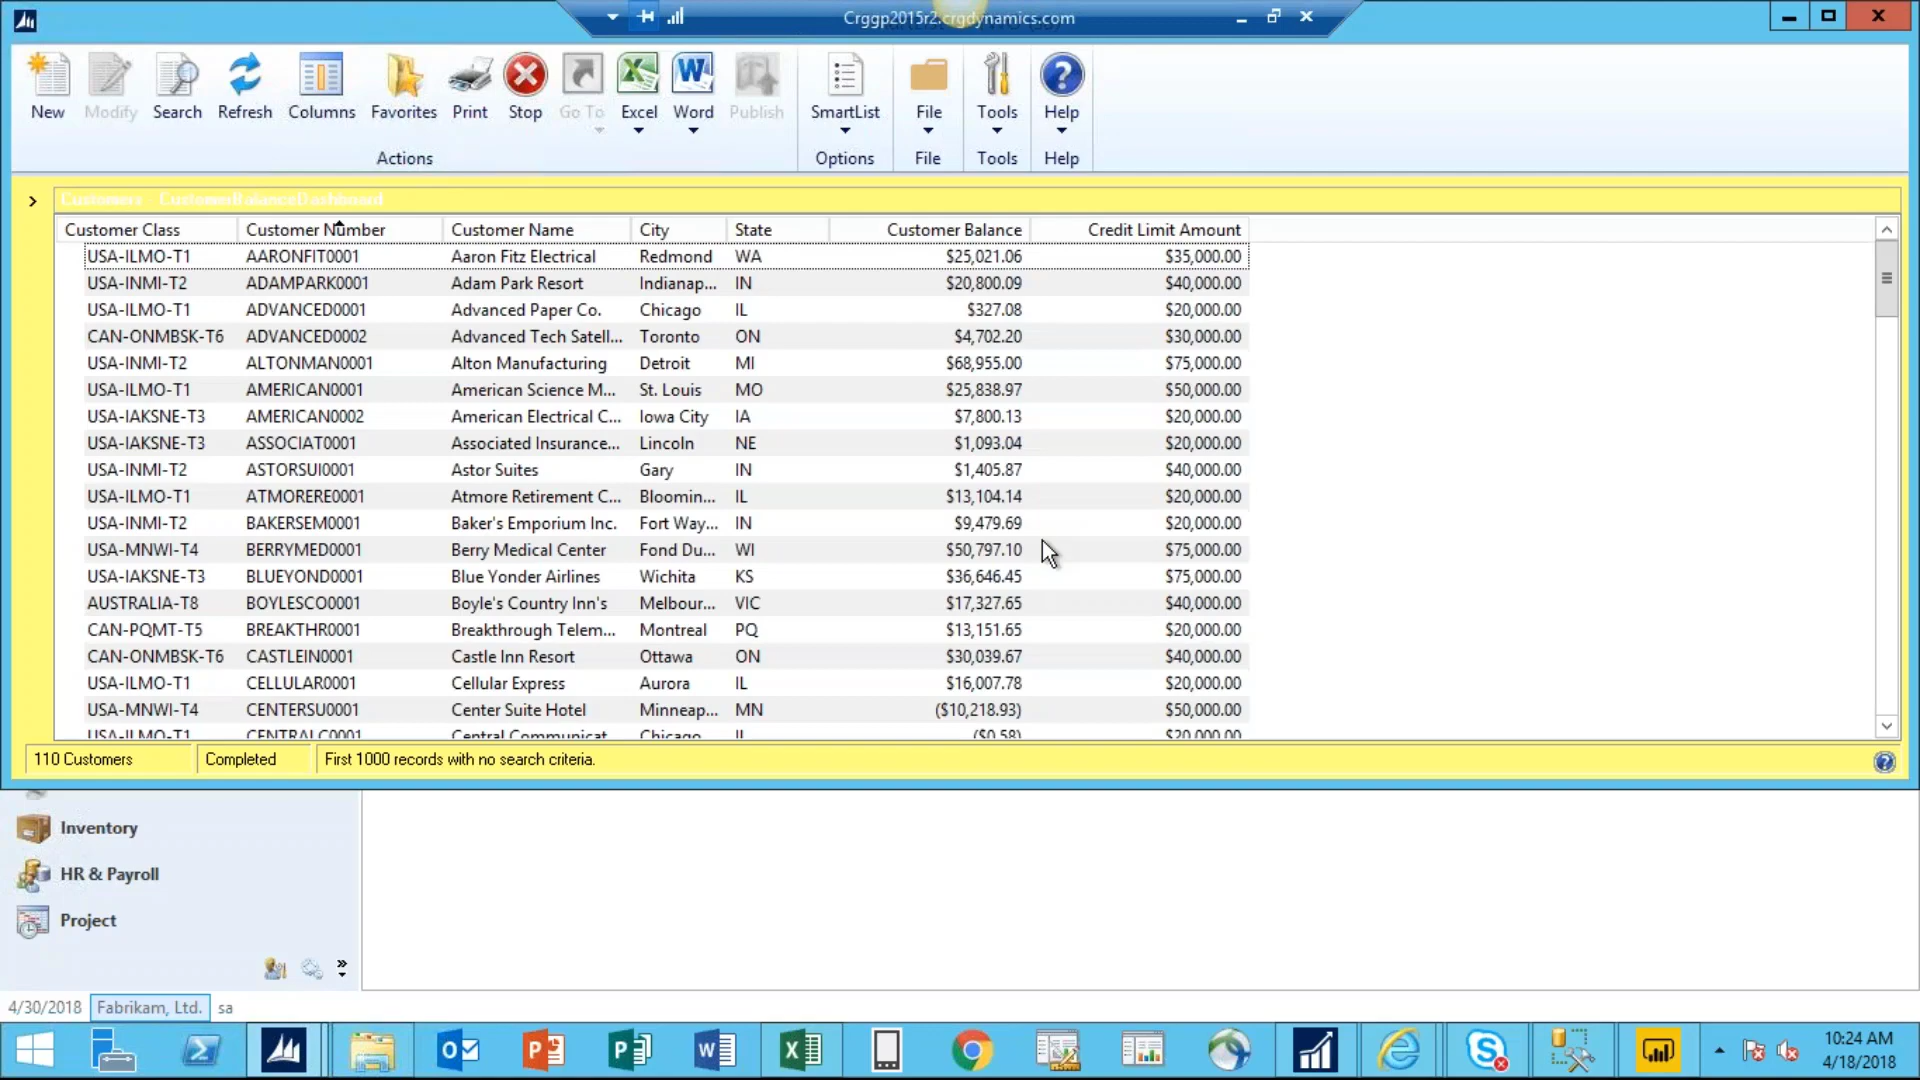 Crggp2015r2.crgdynamics.com
New Modify Search Refresh Columns Favorites Print Stop Go To Excel Word Publish SmartList File Tools Help
Actions Options File Tools Help
Customers CustomerBalanceDashboard
Customer Class Customer Number Customer Name City State Customer Balance Credit Limit Amount
USA-ILMO-T1 AARONFIT0001 Aaron Fitz Electrical Redmond WA $25,021.06 $35,000.00
USA-INMI-T2 ADAMPARK0001 Adam Park Resort Indianap... IN $20,800.09 $40,000.00
USA-ILMO-T1 ADVANCED0001 Advanced Paper Co. Chicago IL $327.08 $20,000.00
CAN-ONMBSK-T6 ADVANCED0002 Advanced Tech Satell... Toronto ON $4,702.20 $30,000.00
USA-INMI-T2 ALTONMAN0001 Alton Manufacturing Detroit MI $68,955.00 $75,000.00
USA-ILMO-T1 AMERICAN0001 American Science M... St. Louis MO $25,838.97 $50,000.00
USA-IAKSNE-T3 AMERICAN0002 American Electrical C... Iowa City IA $7,800.13 $20,000.00
USA-IAKSNE-T3 ASSOCIAT0001 Associated Insurance... Lincoln NE $1,093.04 $20,000.00
USA-INMI-T2 ASTORSUI0001 Astor Suites Gary IN $1,405.87 $40,000.00
USA-ILMO-T1 ATMORERE0001 Atmore Retirement C... Bloomin... IL $13,104.14 $20,000.00
USA-INMI-T2 BAKERSEM0001 Baker's Emporium Inc. Fort Way... IN $9,479.69 $20,000.00
USA-MNWI-T4 BERRYMED0001 Berry Medical Center Fond Du... WI $50,797.10 $75,000.00
USA-IAKSNE-T3 BLUEYOND0001 Blue Yonder Airlines Wichita KS $36,646.45 $75,000.00
AUSTRALIA-T8 BOYLESCO0001 Boyle's Country Inn's Melbour... VIC $17,327.65 $40,000.00
CAN-PQMT-T5 BREAKTHR0001 Breakthrough Telem... Montreal PQ $13,151.65 $20,000.00
CAN-ONMBSK-T6 CASTLEIN0001 Castle Inn Resort Ottawa ON $30,039.67 $40,000.00
USA-ILMO-T1 CELLULAR0001 Cellular Express Aurora IL $16,007.78 $20,000.00
USA-MNWI-T4 CENTERSU0001 Center Suite Hotel Minneap... MN ($10,218.93) $50,000.00
USA-ILMO-T1 CENTRALC0001 Central Communicat... Chicago IL ($0.58) $20,000.00
110 Customers Completed First 1000 records with no search criteria.
Inventory
HR & Payroll
Project
4/30/2018 Fabrikam, Ltd. sa
10:24 AM
4/18/2018